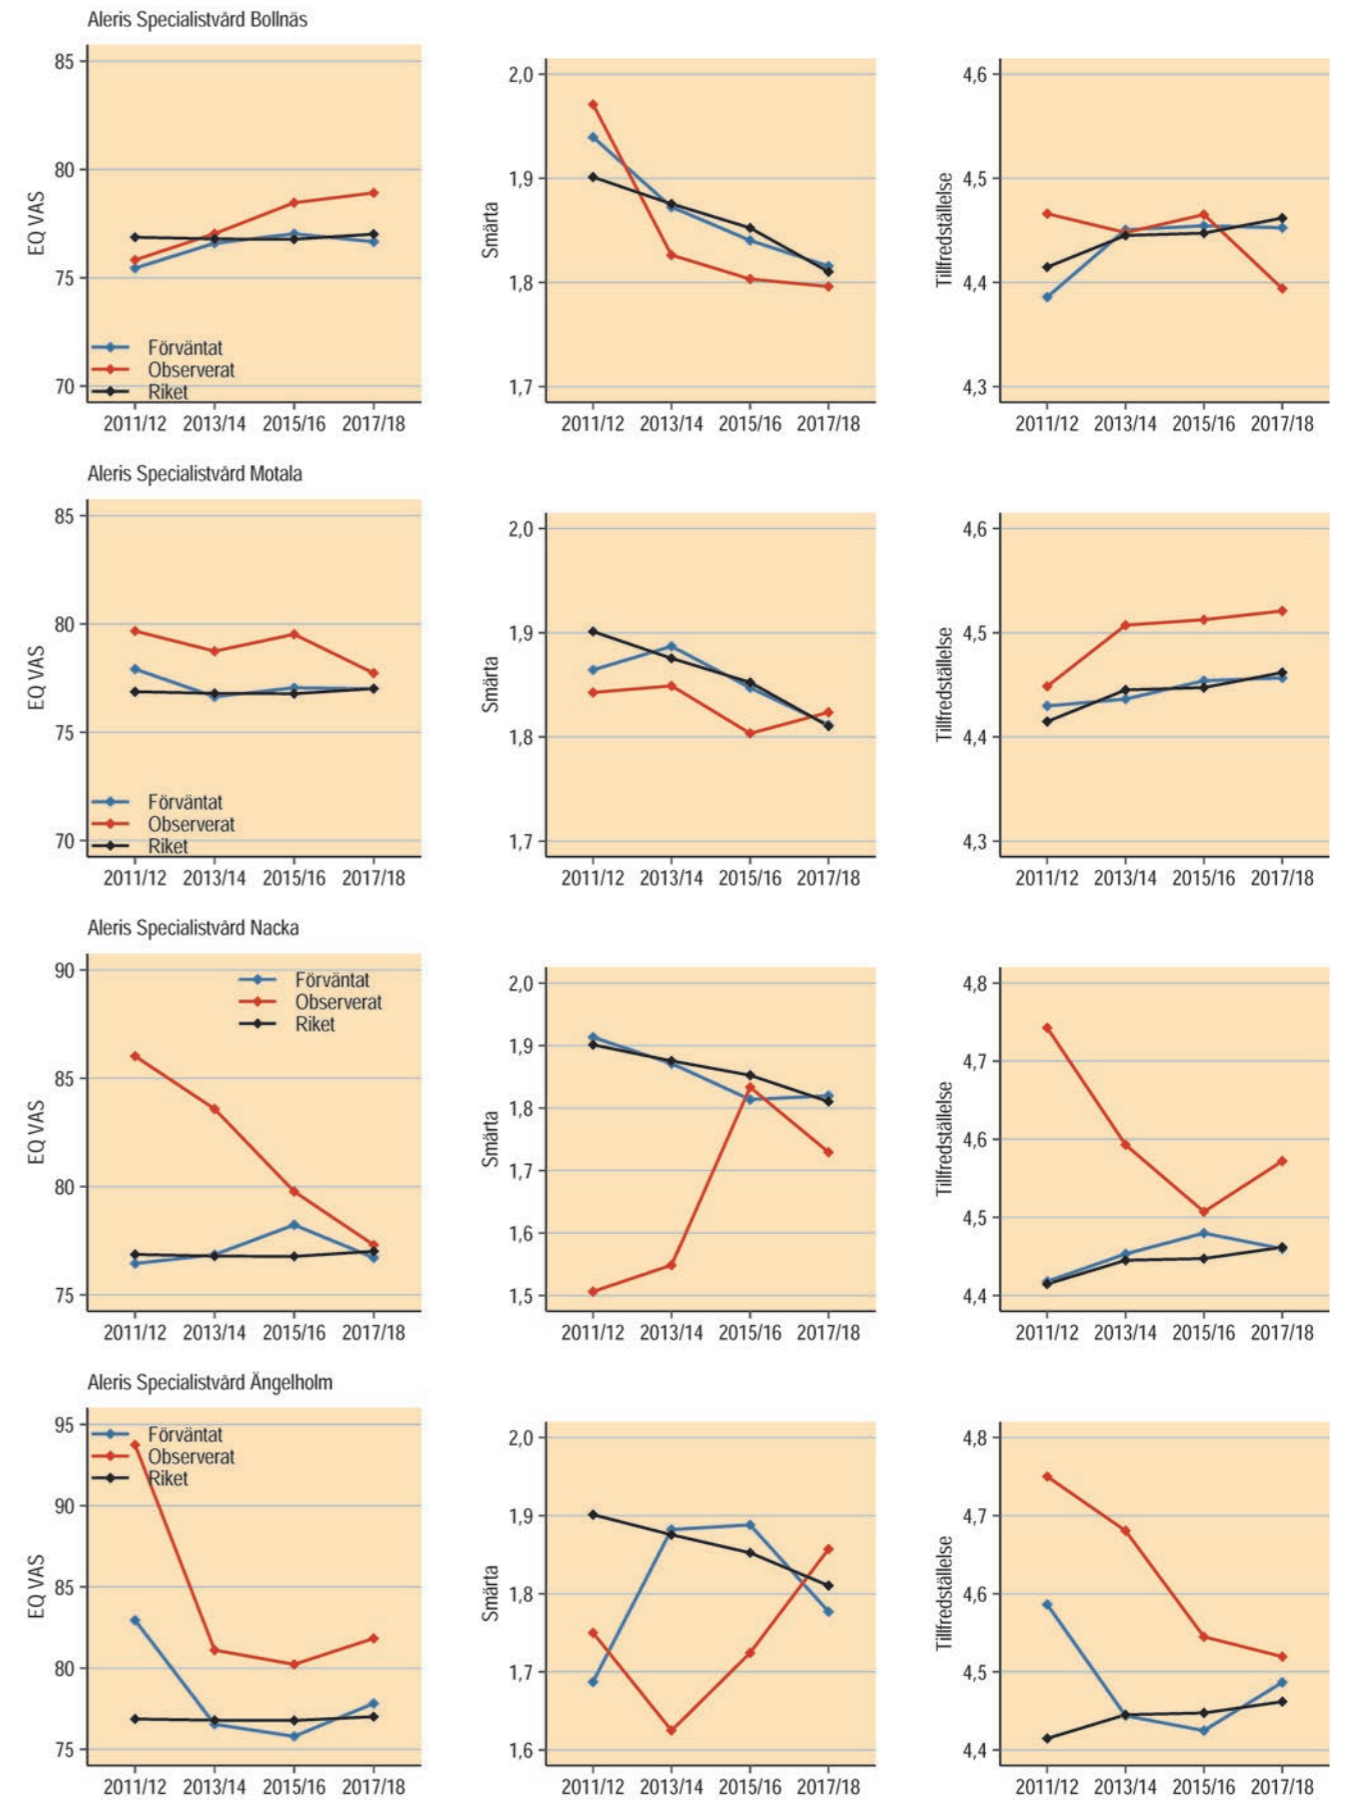 Aleris Specialistvård Bollnäs
85
80
75
70
EQ VAS
Förväntat
Observerat
Riket
2011/12 2013/14 2015/16 2017/18
2,0
1,9
1,8
1,7
Smärta
2011/12 2013/14 2015/16 2017/18
4,6
4,5
4,4
4,3
Tillfredställelse
2011/12 2013/14 2015/16 2017/18
Aleris Specialistvård Motala
85
80
75
70
EQ VAS
Förväntat
Observerat
Riket
2011/12 2013/14 2015/16 2017/18
2,0
1,9
1,8
1,7
Smärta
2011/12 2013/14 2015/16 2017/18
4,6
4,5
4,4
4,3
Tillfredställelse
2011/12 2013/14 2015/16 2017/18
Aleris Specialistvård Nacka
90
85
80
75
EQ VAS
Förväntat
Observerat
Riket
2011/12 2013/14 2015/16 2017/18
2,0
1,9
1,8
1,7
1,6
1,5
Smärta
2011/12 2013/14 2015/16 2017/18
4,8
4,7
4,6
4,5
4,4
Tillfredställelse
2011/12 2013/14 2015/16 2017/18
Aleris Specialistvård Ängelholm
95
90
85
80
75
EQ VAS
Förväntat
Observerat
Riket
2011/12 2013/14 2015/16 2017/18
2,0
1,9
1,8
1,7
1,6
Smärta
2011/12 2013/14 2015/16 2017/18
4,8
4,7
4,6
4,5
4,4
Tillfredställelse
2011/12 2013/14 2015/16 2017/18